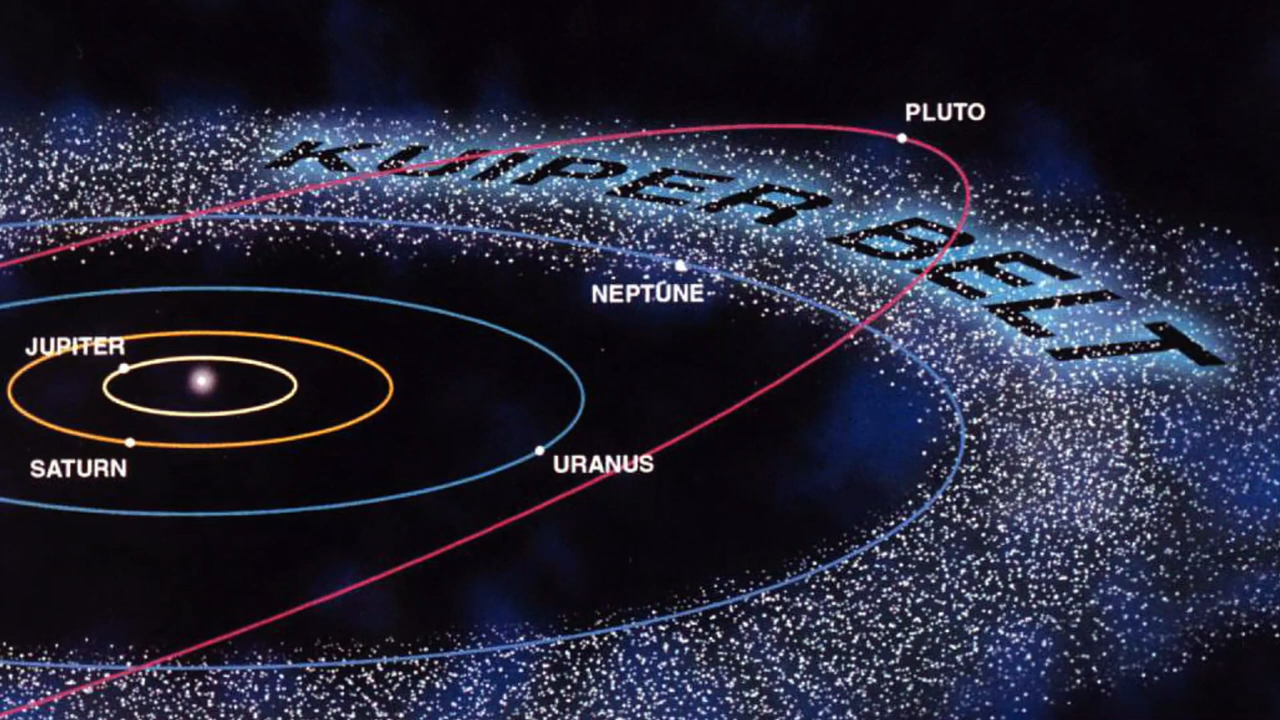 PLUTO
KUIPER BELT
NEPTUNE
JUPITER
URANUS
SATURN